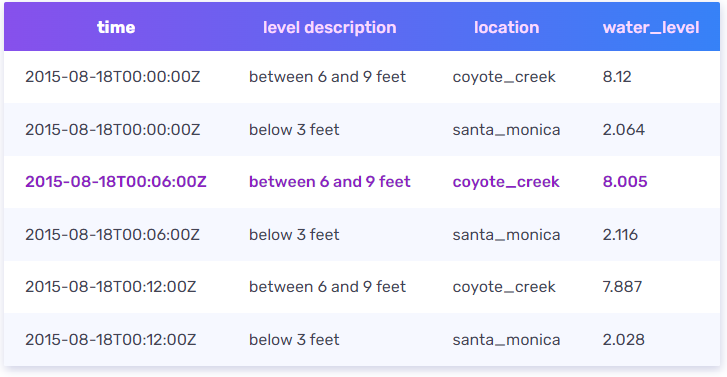 time level description location water_level
2015-08-18T00:00:00Z between 6 and 9 feet coyote_creek 8.12
2015-08-18T00:00:00Z below 3 feet santa_monica 2.064
2015-08-18T00:06:00Z between 6 and 9 feet coyote_creek 8.005
2015-08-18T00:06:00Z below 3 feet santa_monica 2.116
2015-08-18T00:12:00Z between 6 and 9 feet coyote_creek 7.887
2015-08-18T00:12:00Z below 3 feet santa_monica 2.028